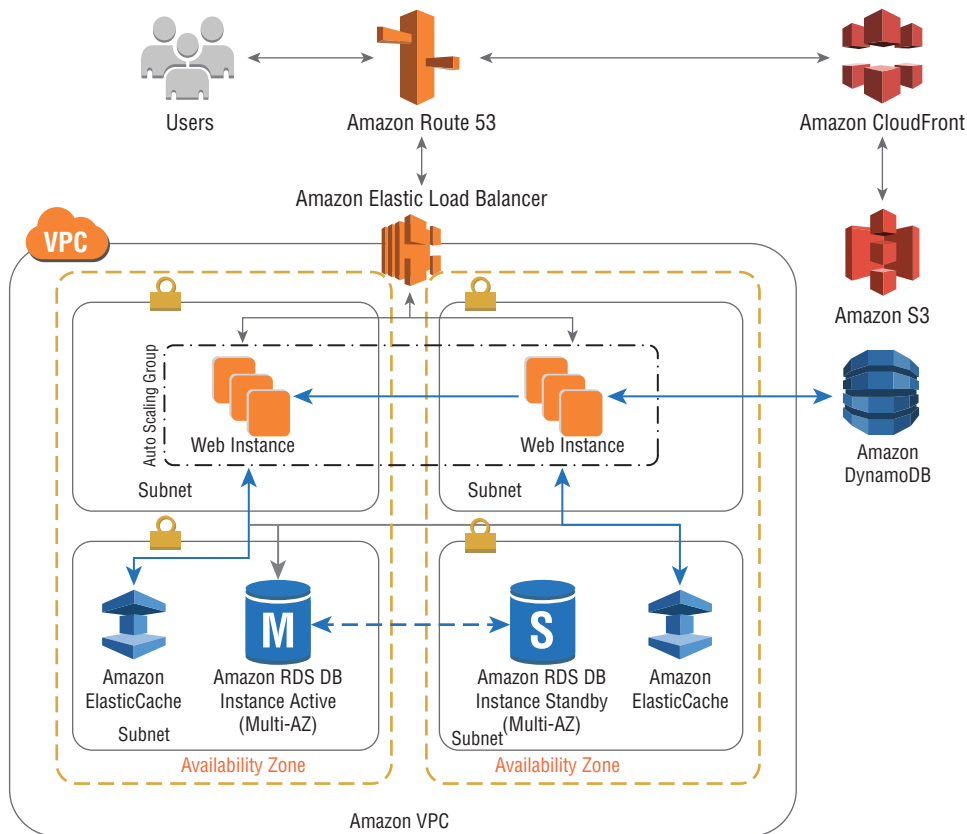 Users
Amazon Route 53
Amazon CloudFront
Amazon Elastic Load Balancer
VPC
Amazon S3
Auto Scaling Group
Web Instance
Web Instance
Amazon
DynamoDB
Subnet
Subnet
M
S
Amazon
ElasticCache
Amazon RDS DB
Instance Active
(Multi-AZ)
Amazon RDS DB
Instance Standby
(Multi-AZ)
Amazon
ElasticCache
Subnet
Subnet
Availability Zone
Availability Zone
Amazon VPC